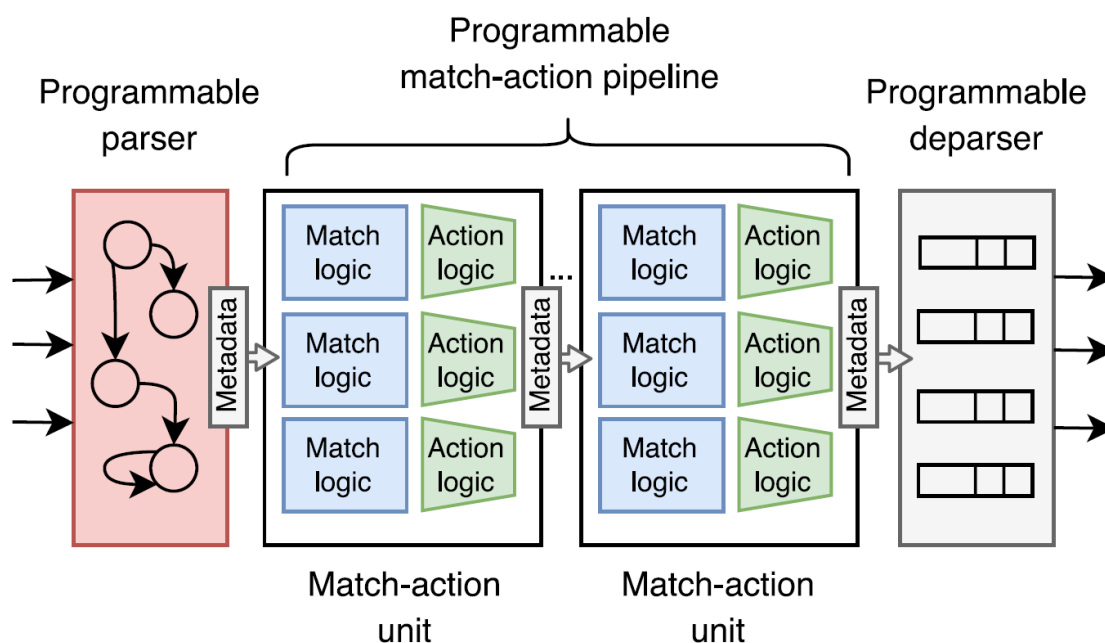 Programmable
match-action pipeline
Programmable
parser
Programmable
deparser
Match
logic
Action
logic
...
Match
logic
Action
logic
Metadata
Match
logic
Action
logic
Metadata
Match
logic
Action
logic
Metadata
Match
logic
Action
logic
Match
logic
Action
logic
Match-action
unit
Match-action
unit